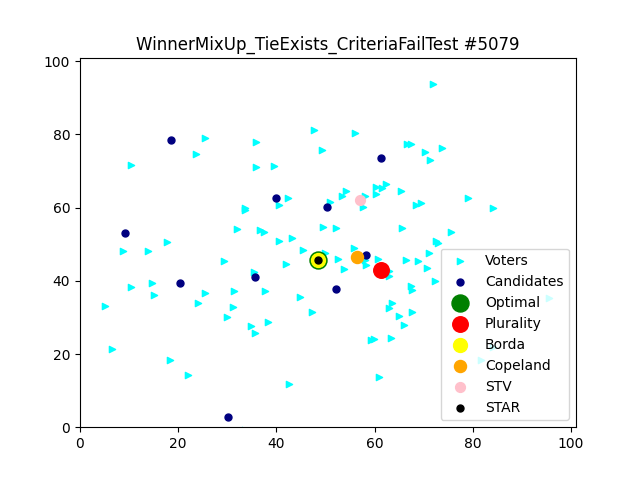 WinnerMixUp_TieExists_CriteriaFailTest #5079
100
80
60
40
20
0
0 20 40 60 80 100
Voters
Candidates
Optimal
Plurality
Borda
Copeland
STV
STAR